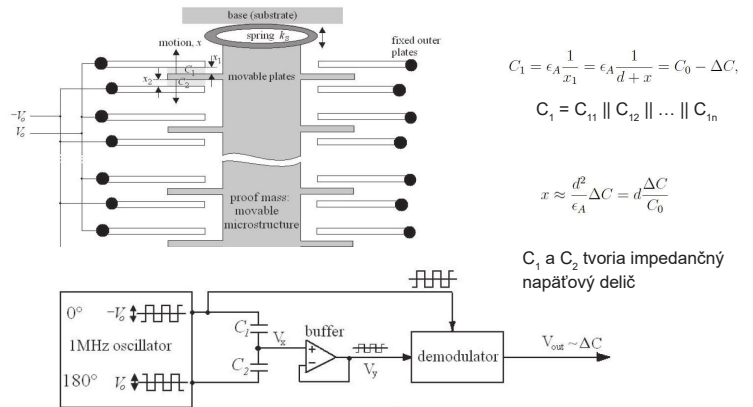 base (substrate)
spring k_S
motion, x
fixed outer
plates
x_1
C_1
x_2
C_2
movable plates
−V_o
V_o
proof mass:
movable
microstructure
C_1 = ϵ_A 1/x_1 = ϵ_A 1/(d + x) = C_0 − ΔC,
C_1 = C_11 || C_12 || … || C_1n
x ≈ d^2/ϵ_A ΔC = d ΔC/C_0
C_1 a C_2 tvoria impedančný
napäťový delič
0° −V_o
1MHz oscillator
180° V_o
C_1
C_2
V_x
buffer
+
−
V_y
demodulator
V_out ~ΔC